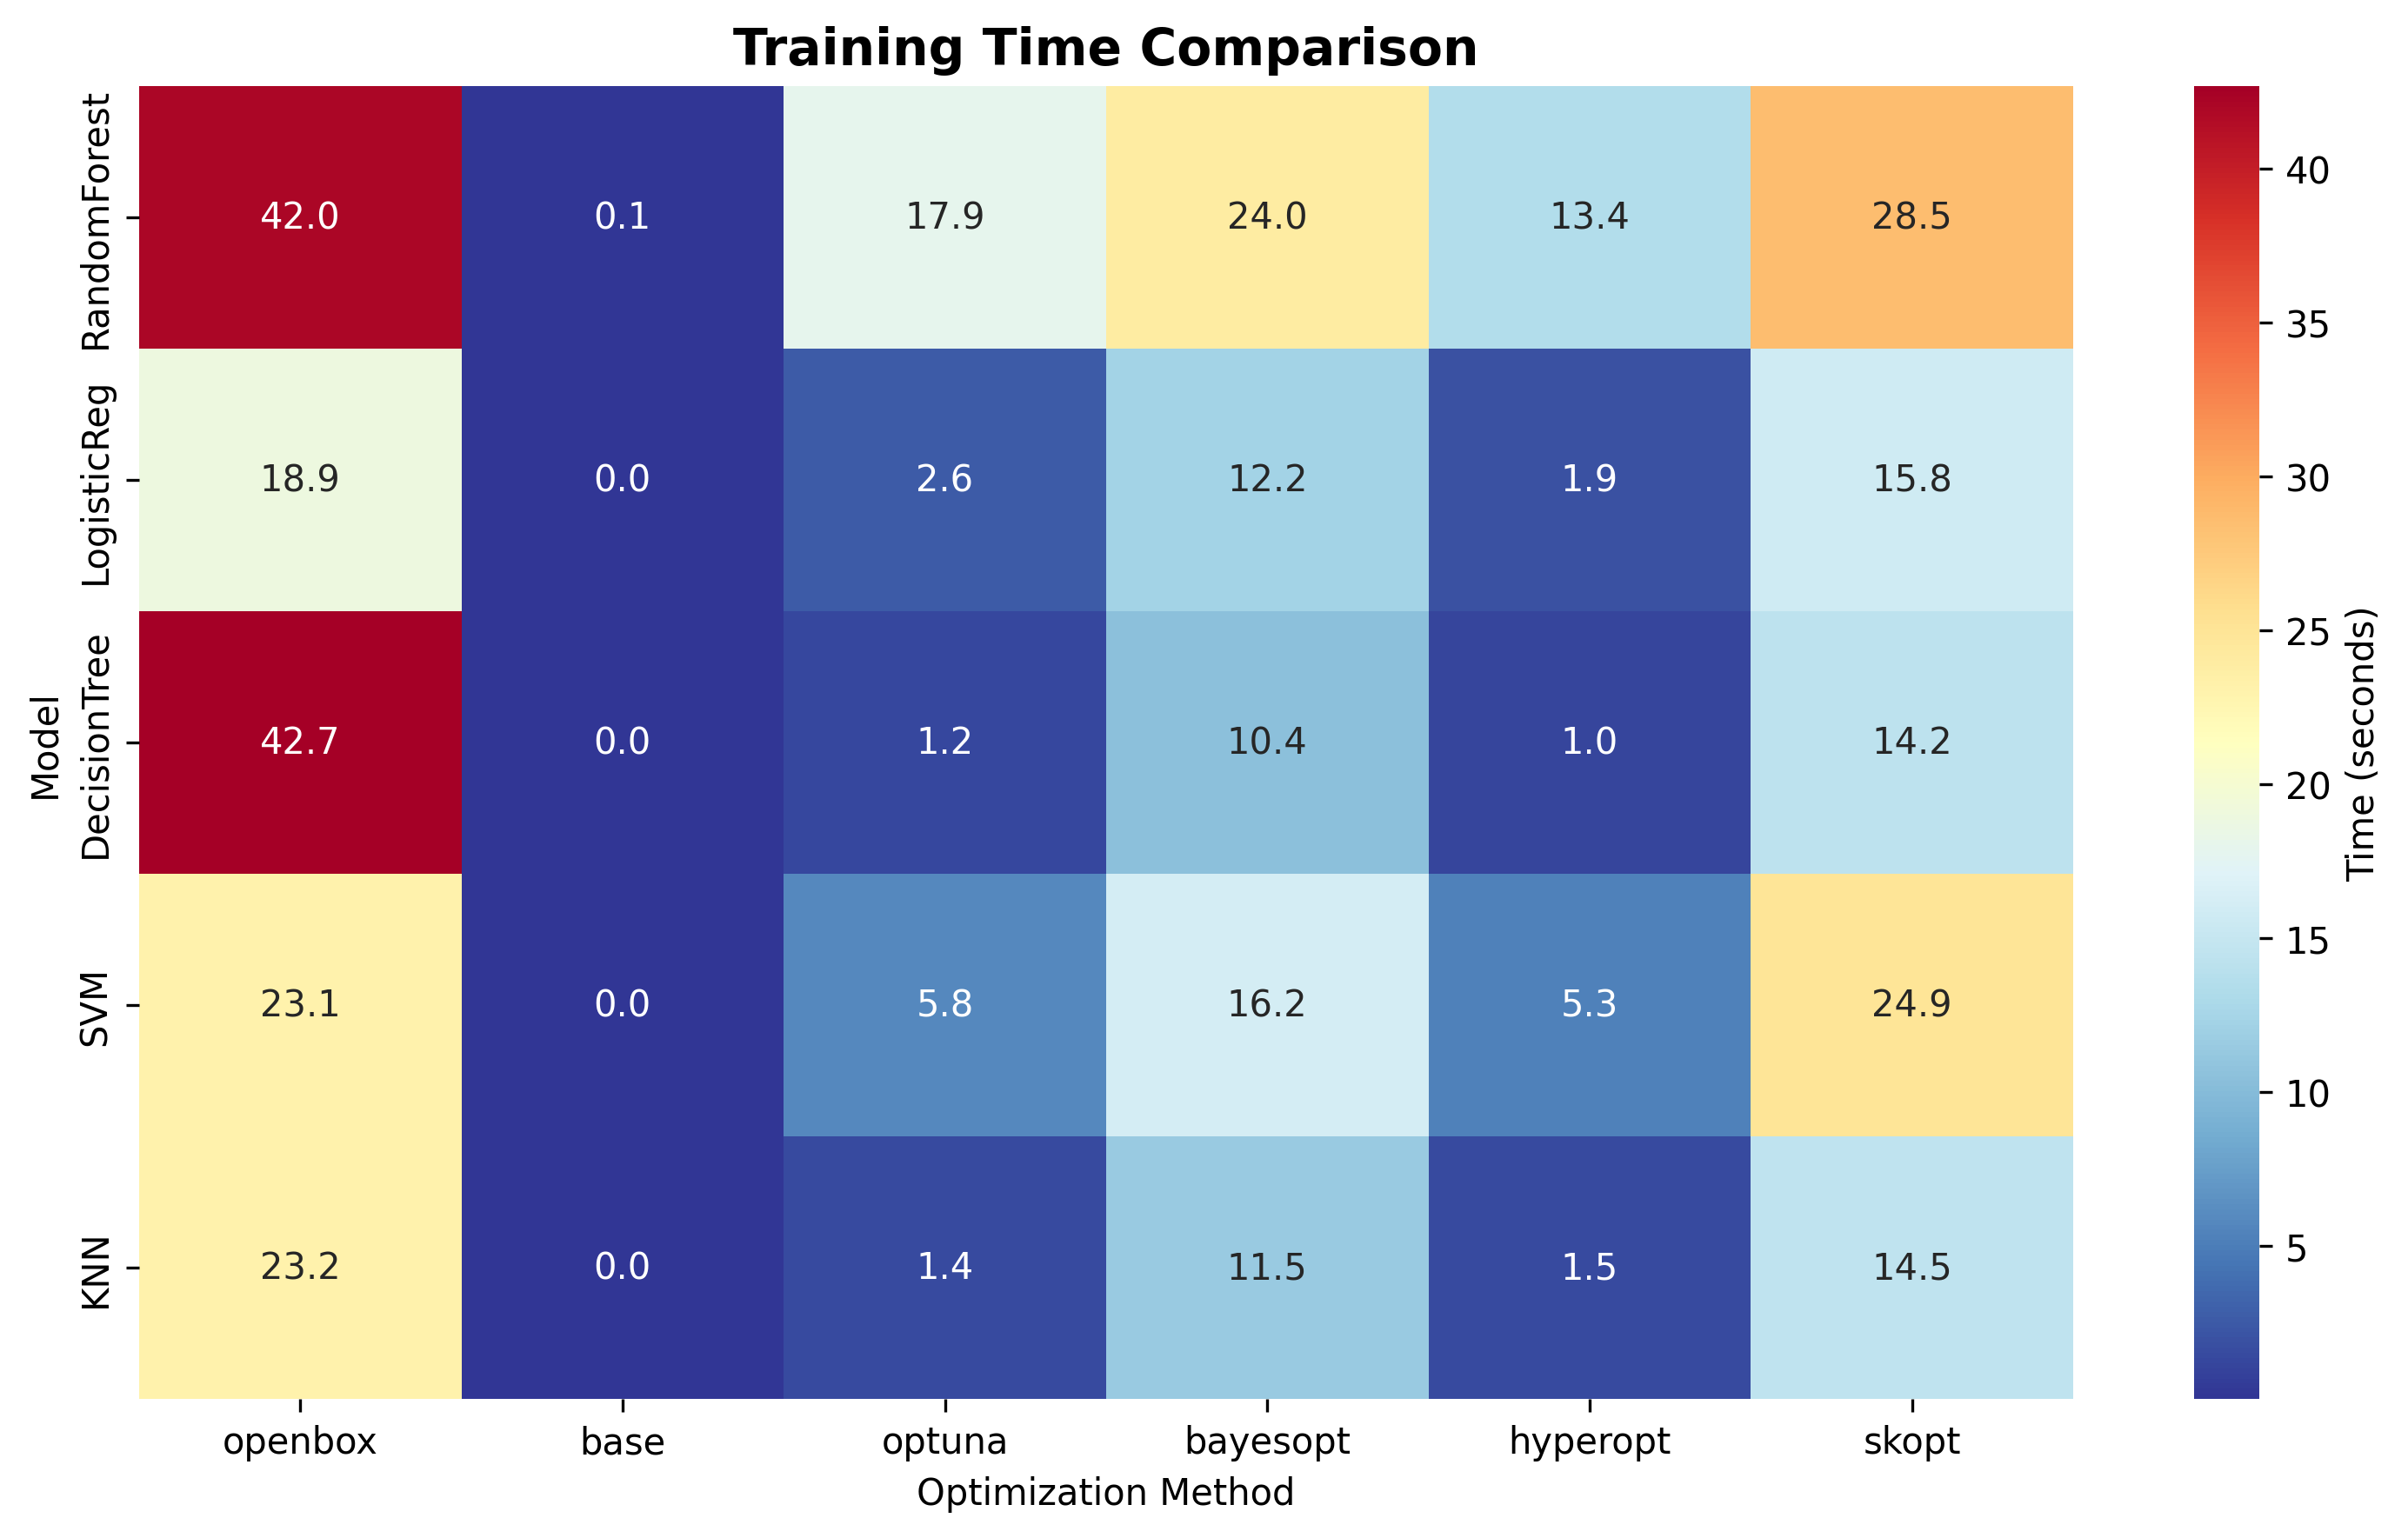 Training Time Comparison
RandomForest 42.0 0.1 17.9 24.0 13.4 28.5
LogisticReg 18.9 0.0 2.6 12.2 1.9 15.8
DecisionTree 42.7 0.0 1.2 10.4 1.0 14.2
SVM 23.1 0.0 5.8 16.2 5.3 24.9
KNN 23.2 0.0 1.4 11.5 1.5 14.5
Model
openbox base optuna bayesopt hyperopt skopt
Optimization Method
40
35
30
25
20
15
10
5
Time (seconds)